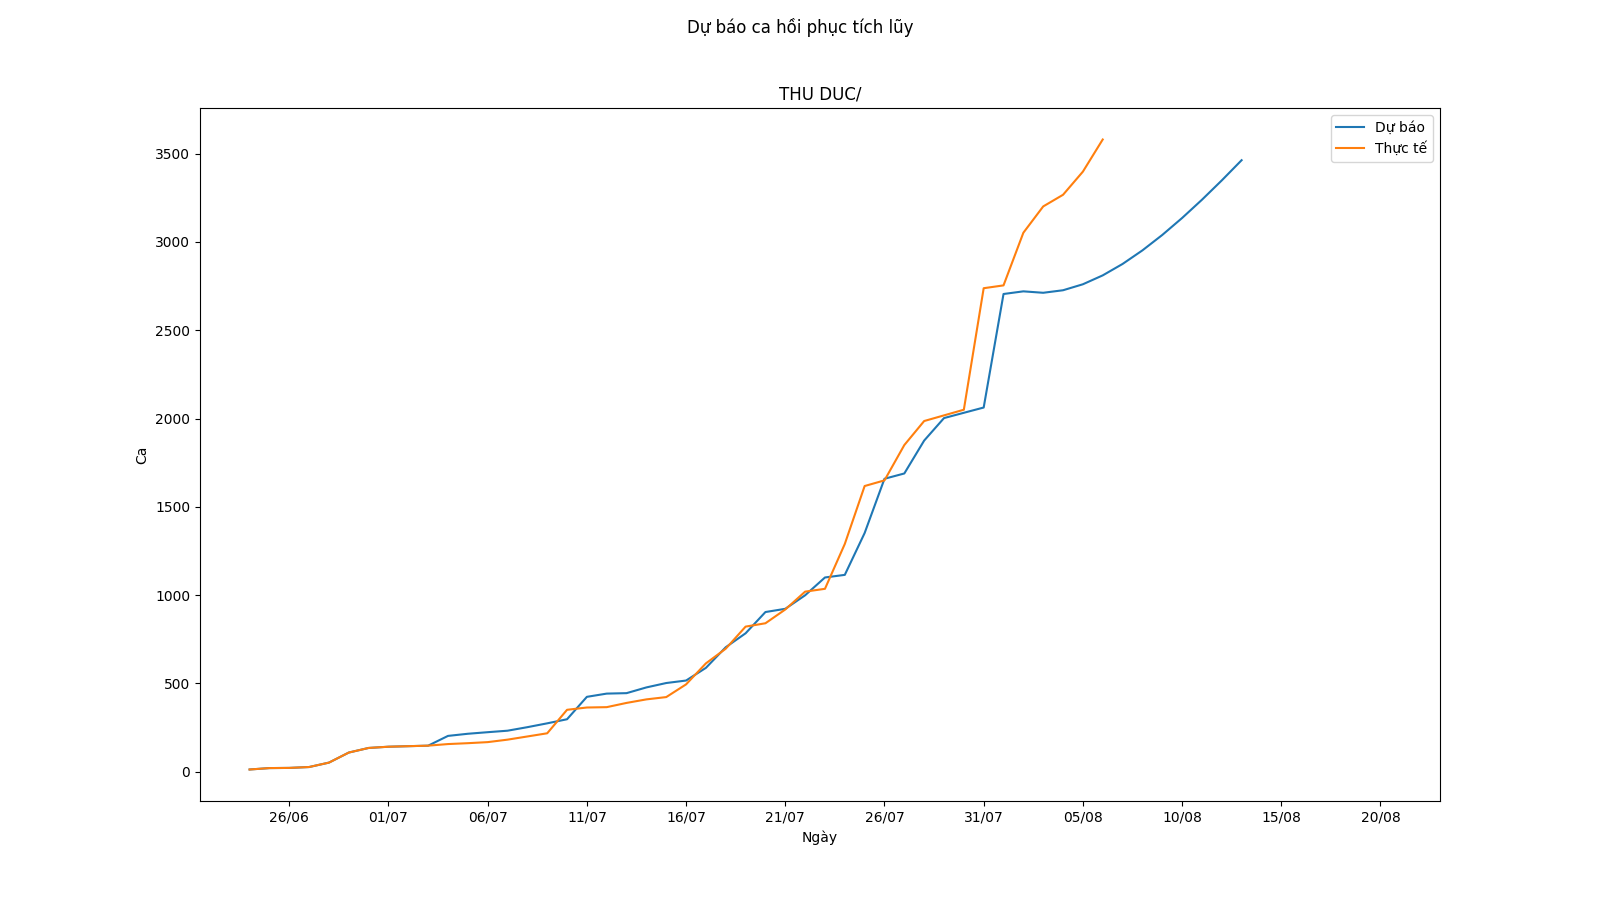 Dự báo ca hồi phục tích lũy
THU DUC/
Dự báo
Thực tế
3500
3000
2500
2000
1500
1000
500
0
Ca
26/06 01/07 06/07 11/07 16/07 21/07 26/07 31/07 05/08 10/08 15/08 20/08
Ngày